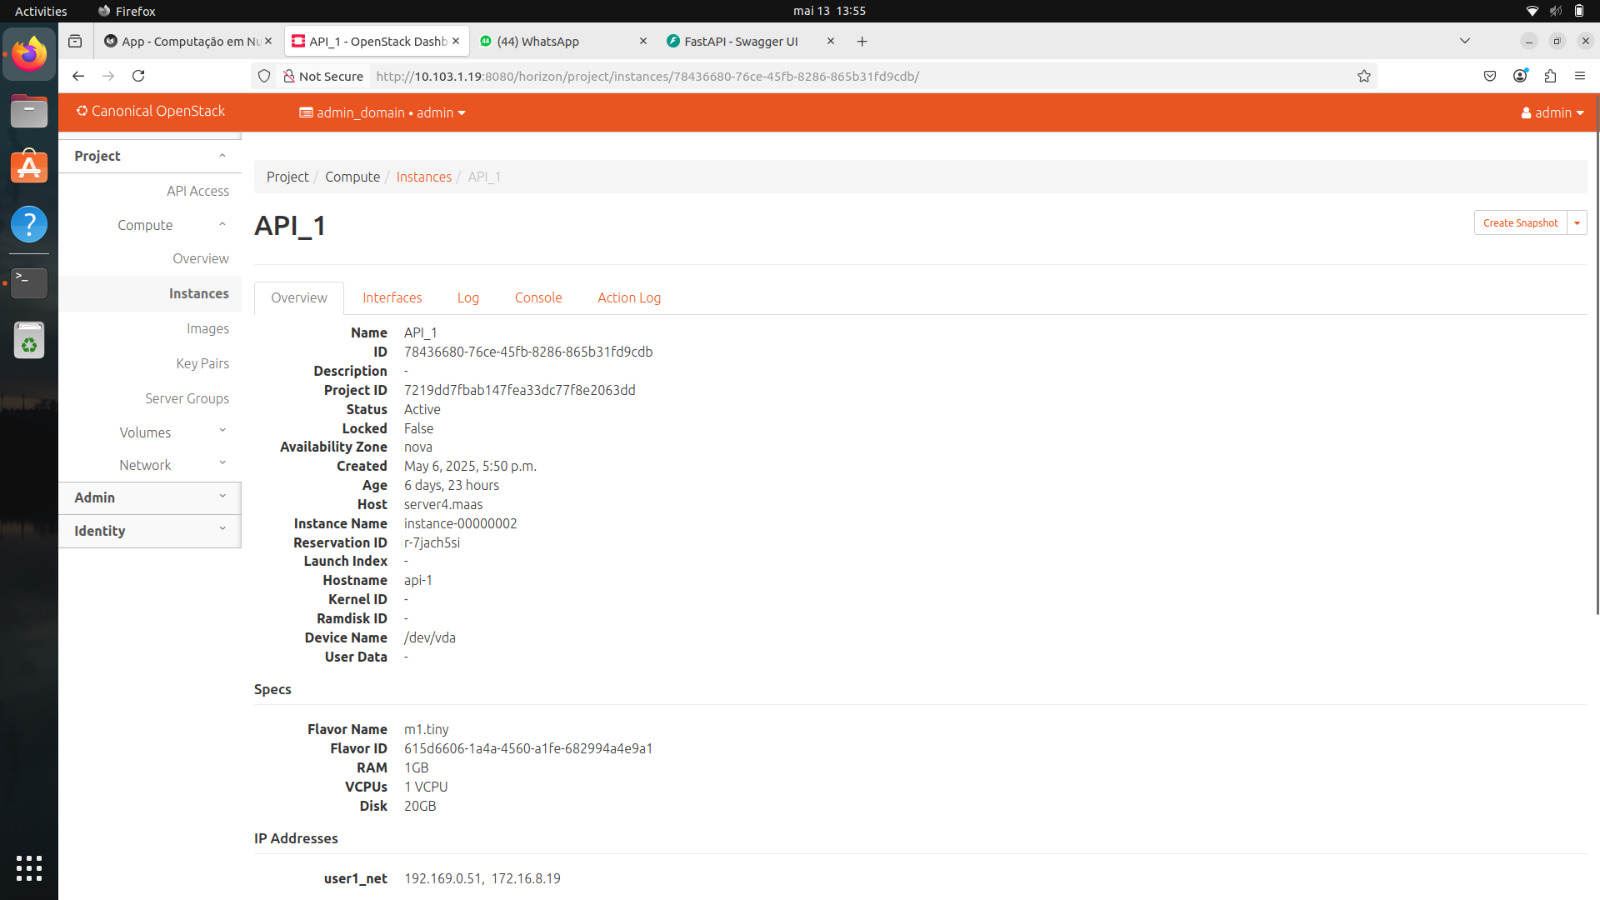 Activities Firefox mai 13 13:55
App - Computação em Nu API_1 - OpenStack Dashb (44) WhatsApp FastAPI - Swagger UI
Not Secure http://10.103.1.19:8080/horizon/project/instances/78436680-76ce-45fb-8286-865b31fd9cdb/
Canonical OpenStack admin_domain • admin admin
Project
API Access
Compute
Overview
Instances
Images
Key Pairs
Server Groups
Volumes
Network
Admin
Identity
Project / Compute / Instances / API_1
API_1
Create Snapshot
Overview Interfaces Log Console Action Log
Name API_1
ID 78436680-76ce-45fb-8286-865b31fd9cdb
Description -
Project ID 7219dd7fbab147fea33dc77f8e2063dd
Status Active
Locked False
Availability Zone nova
Created May 6, 2025, 5:50 p.m.
Age 6 days, 23 hours
Host server4.maas
Instance Name instance-00000002
Reservation ID r-7jach5si
Launch Index -
Hostname api-1
Kernel ID -
Ramdisk ID -
Device Name /dev/vda
User Data -
Specs
Flavor Name m1.tiny
Flavor ID 615d6606-1a4a-4560-a1fe-682994a4e9a1
RAM 1GB
VCPUs 1 VCPU
Disk 20GB
IP Addresses
user1_net 192.169.0.51, 172.16.8.19